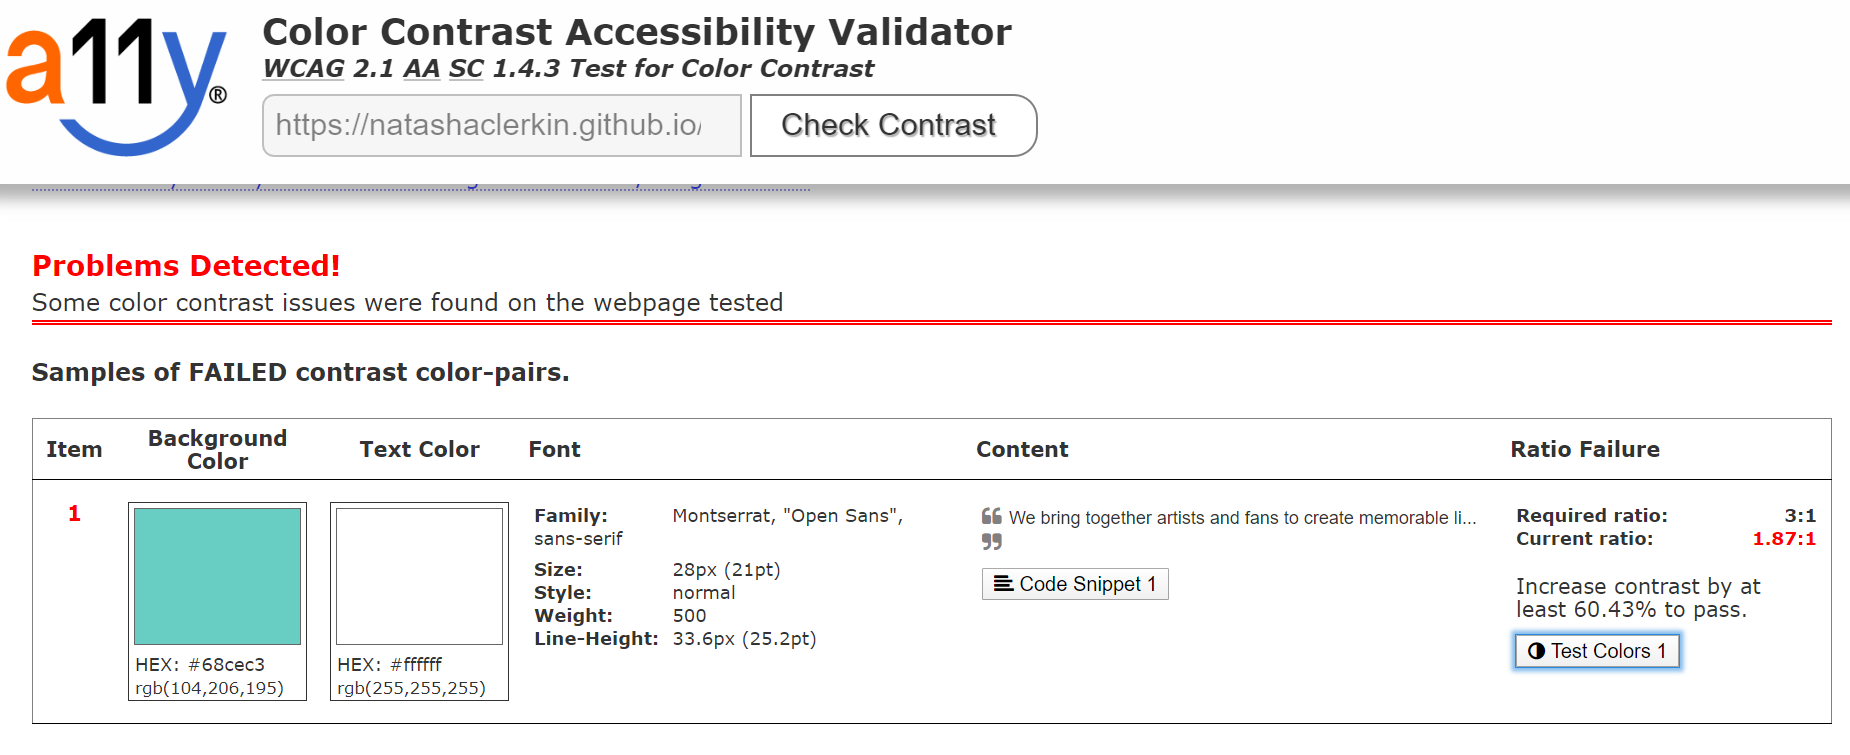 a11y®
Color Contrast Accessibility Validator
WCAG 2.1 AA SC 1.4.3 Test for Color Contrast
https://natashaclerkin.github.io/
Check Contrast
Problems Detected!
Some color contrast issues were found on the webpage tested
Samples of FAILED contrast color-pairs.
Item Background Color Text Color Font Content Ratio Failure
1
HEX: #68cec3
rgb(104,206,195)
HEX: #ffffff
rgb(255,255,255)
Family: Montserrat, "Open Sans",
sans-serif
Size: 28px (21pt)
Style: normal
Weight: 500
Line-Height: 33.6px (25.2pt)
❝ We bring together artists and fans to create memorable li...
❞
Code Snippet 1
Required ratio: 3:1
Current ratio: 1.87:1
Increase contrast by at
least 60.43% to pass.
Test Colors 1